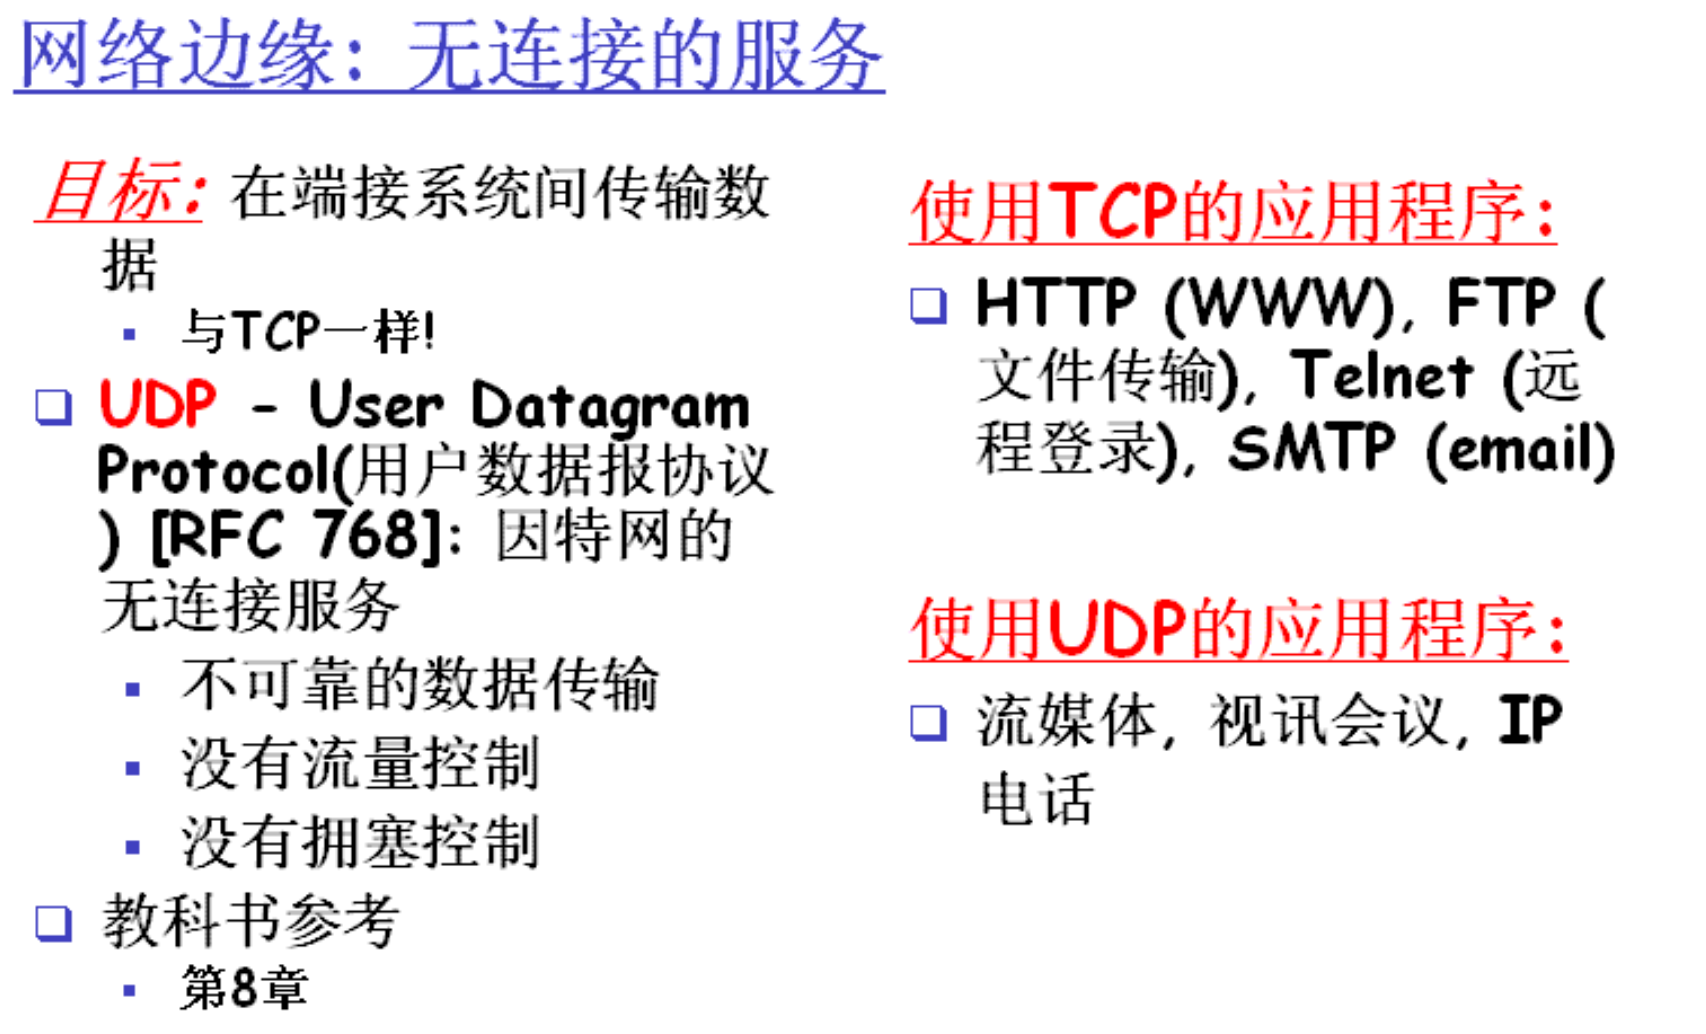 网络边缘: 无连接的服务
目标: 在端接系统间传输数
据
与TCP一样!
UDP - User Datagram
Protocol(用户数据报协议
) [RFC 768]: 因特网的
无连接服务
不可靠的数据传输
没有流量控制
没有拥塞控制
教科书参考
第8章
使用TCP的应用程序:
HTTP (WWW), FTP (
文件传输), Telnet (远
程登录), SMTP (email)
使用UDP的应用程序:
流媒体, 视讯会议, IP
电话